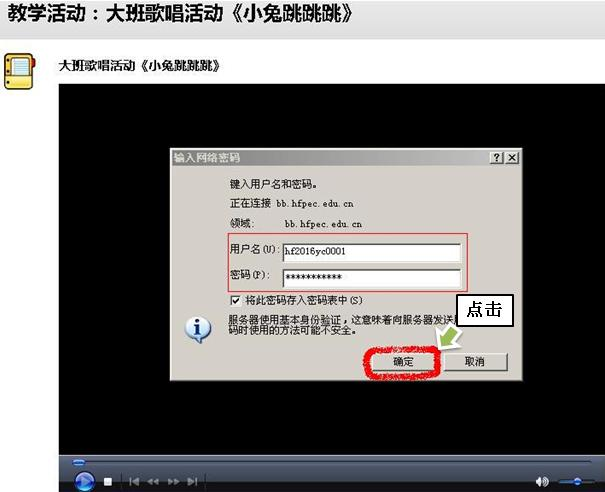 教学活动：大班歌唱活动《小兔跳跳跳》
大班歌唱活动《小兔跳跳跳》
输入网络密码
键入用户名和密码。
正在连接 bb.hfpec.edu.cn
领域: bb.hfpec.edu.cn
用户名(U): hf2016yc0001
密码(P): ***********
将此密码存入密码表中(S)
点击
服务器使用基本身份验证，这意味着向服务器发送
码时使用的方法可能不安全。
确定 取消